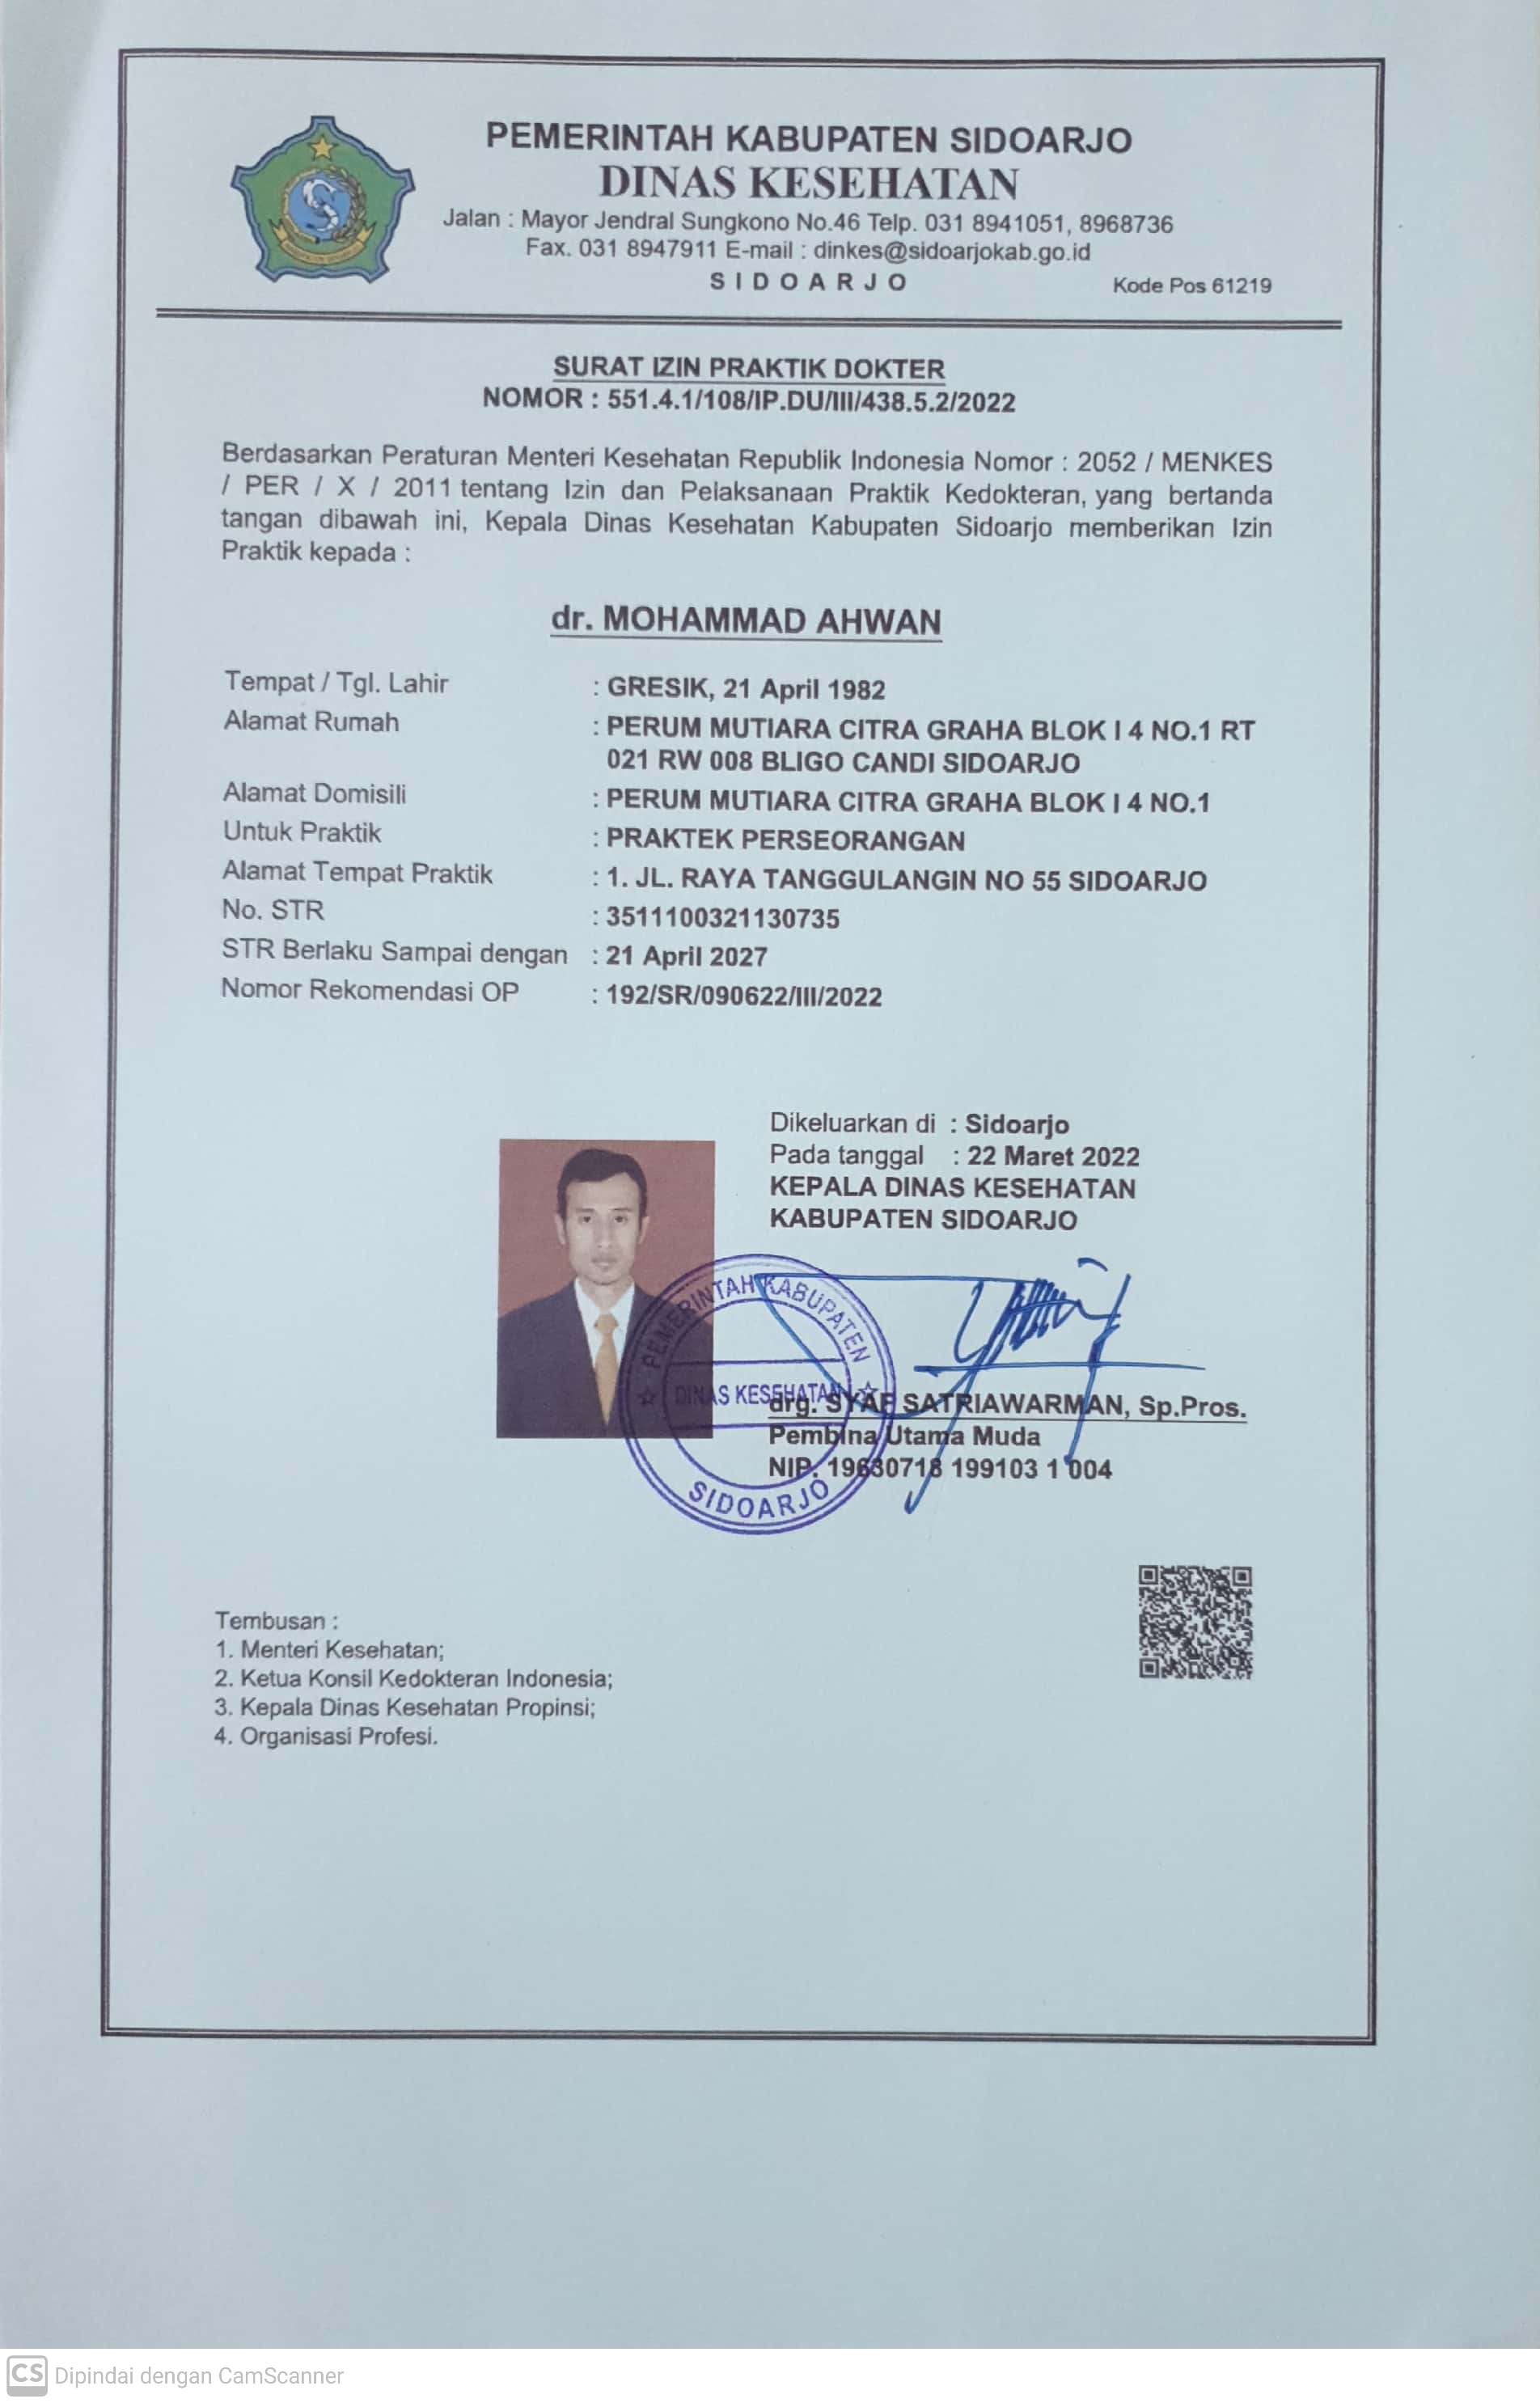 PEMERINTAH KABUPATEN SIDOARJO
DINAS KESEHATAN
Jalan : Mayor Jendral Sungkono No.46 Telp. 031 8941051, 8968736
Fax. 031 8947911 E-mail : dinkes@sidoarjokab.go.id
S I D O A R J O
Kode Pos 61219
SURAT IZIN PRAKTIK DOKTER
NOMOR : 551.4.1/108/IP.DU/III/438.5.2/2022
Berdasarkan Peraturan Menteri Kesehatan Republik Indonesia Nomor : 2052 / MENKES
/ PER / X / 2011 tentang Izin dan Pelaksanaan Praktik Kedokteran, yang bertanda
tangan dibawah ini, Kepala Dinas Kesehatan Kabupaten Sidoarjo memberikan Izin
Praktik kepada :
dr. MOHAMMAD AHWAN
Tempat / Tgl. Lahir : GRESIK, 21 April 1982
Alamat Rumah : PERUM MUTIARA CITRA GRAHA BLOK I 4 NO.1 RT
021 RW 008 BLIGO CANDI SIDOARJO
Alamat Domisili : PERUM MUTIARA CITRA GRAHA BLOK I 4 NO.1
Untuk Praktik : PRAKTEK PERSEORANGAN
Alamat Tempat Praktik : 1. JL. RAYA TANGGULANGIN NO 55 SIDOARJO
No. STR : 3511100321130735
STR Berlaku Sampai dengan : 21 April 2027
Nomor Rekomendasi OP : 192/SR/090622/III/2022
Dikeluarkan di : Sidoarjo
Pada tanggal : 22 Maret 2022
KEPALA DINAS KESEHATAN
KABUPATEN SIDOARJO
PEMERINTAH KABUPATEN
DINAS KESEHATAN
SIDOARJO
drg. SYAF SATRIAWARMAN, Sp.Pros.
Pembina Utama Muda
NIP. 19630718 199103 1 004
Tembusan :
1. Menteri Kesehatan;
2. Ketua Konsil Kedokteran Indonesia;
3. Kepala Dinas Kesehatan Propinsi;
4. Organisasi Profesi.
CS Dipindai dengan CamScanner